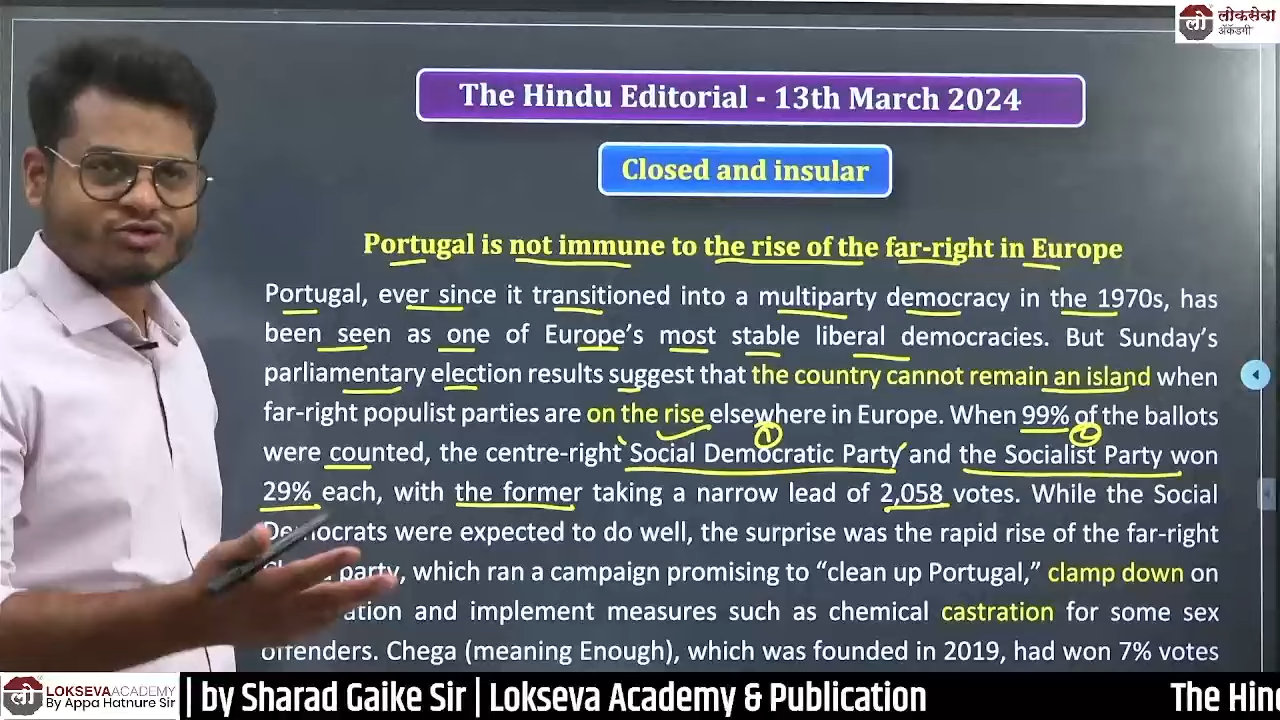 लो
लोकसेवा
ॲकॅडमी
The Hindu Editorial - 13th March 2024
Closed and insular
Portugal is not immune to the rise of the far-right in Europe
Portugal, ever since it transitioned into a multiparty democracy in the 1970s, has
been seen as one of Europe’s most stable liberal democracies. But Sunday’s
parliamentary election results suggest that the country cannot remain an island when
far-right populist parties are on the rise elsewhere in Europe. When 99% of the ballots
1 2
were counted, the centre-right Social Democratic Party and the Socialist Party won
29% each, with the former taking a narrow lead of 2,058 votes. While the Social
were expected to do well, the surprise was the rapid rise of the far-right
party, which ran a campaign promising to “clean up Portugal,” clamp down on
and implement measures such as chemical castration for some sex
offenders. Chega (meaning Enough), which was founded in 2019, had won 7% votes
लो LOKSEVA ACADEMY
By Appa Hatnure Sir
| by Sharad Gaike Sir | Lokseva Academy & Publication
The